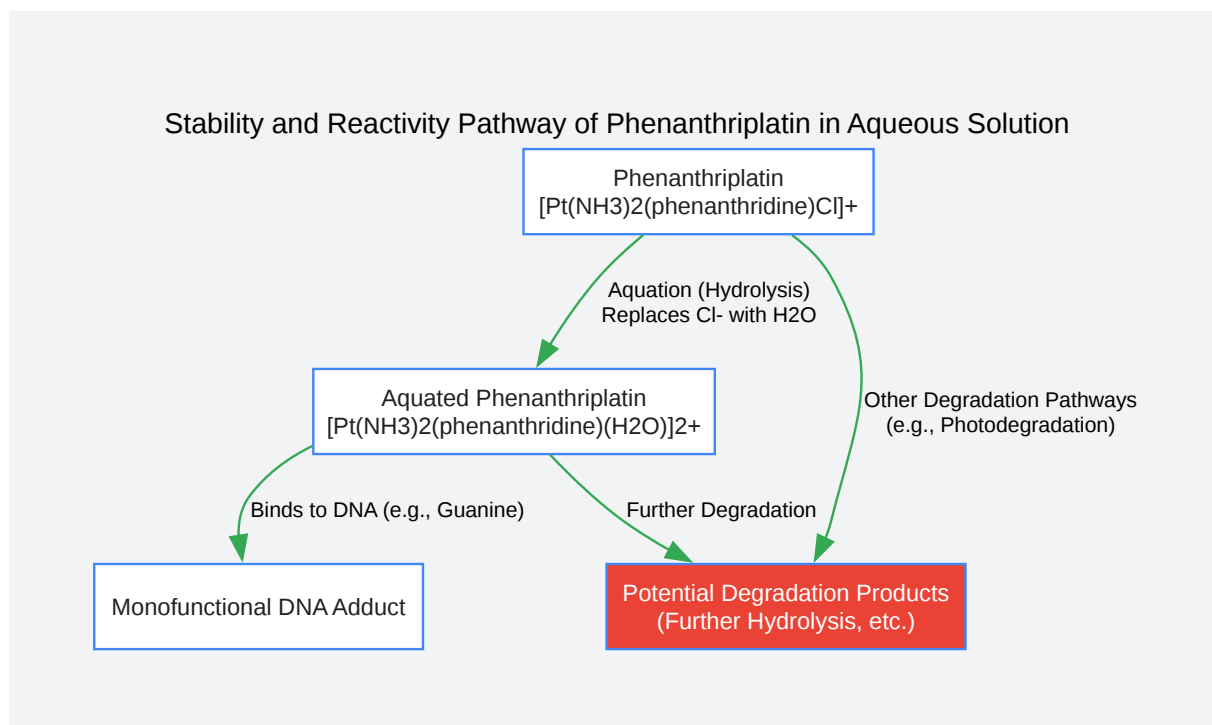 Stability and Reactivity Pathway of Phenanthriplatin in Aqueous Solution
Phenanthriplatin
[Pt(NH3)2(phenanthridine)Cl]+
Aquation (Hydrolysis)
Replaces Cl- with H2O
Aquated Phenanthriplatin
[Pt(NH3)2(phenanthridine)(H2O)]2+
Other Degradation Pathways
(e.g., Photodegradation)
Binds to DNA (e.g., Guanine)
Further Degradation
Monofunctional DNA Adduct
Potential Degradation Products
(Further Hydrolysis, etc.)